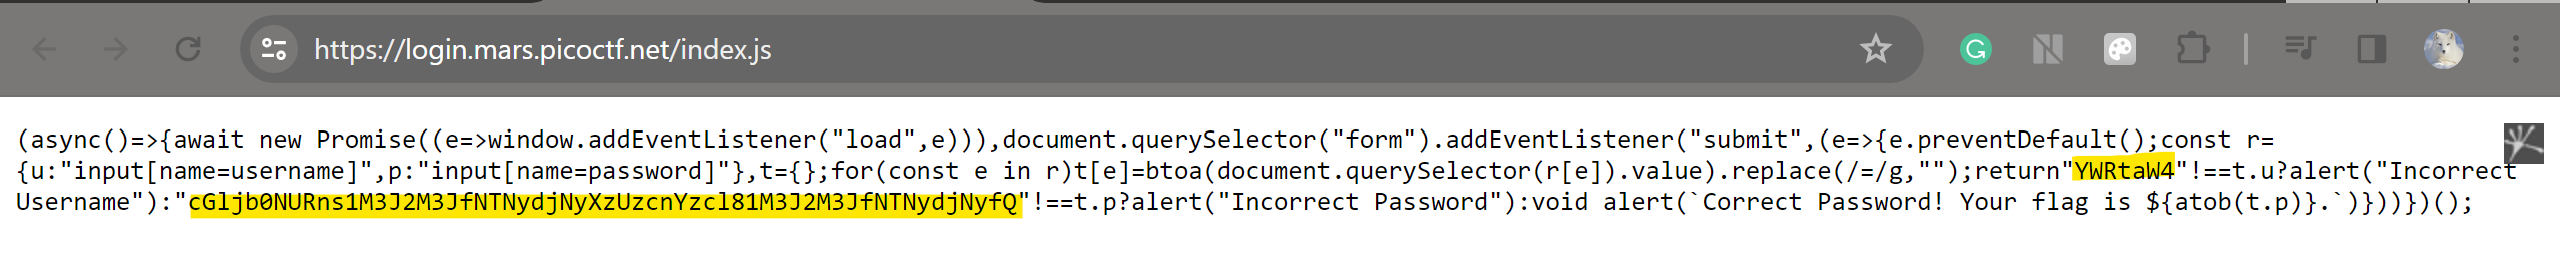 https://login.mars.picoctf.net/index.js
(async()=>{await new Promise((e=>window.addEventListener("load",e))),document.querySelector("form").addEventListener("submit",(e=>{e.preventDefault();const r=
{u:"input[name=username]",p:"input[name=password]"},t={};for(const e in r)t[e]=btoa(document.querySelector(r[e]).value).replace(/=/g,"");return"YWRtaW4"!==t.u?alert("Incorrect
Username"):"cGljb0NURns1M3J2M3JfNTNydjNyXzUzcnYzcl81M3J2M3JfNTNydjNyfQ"!==t.p?alert("Incorrect Password"):void alert(`Correct Password! Your flag is ${atob(t.p)}.`)}))})();